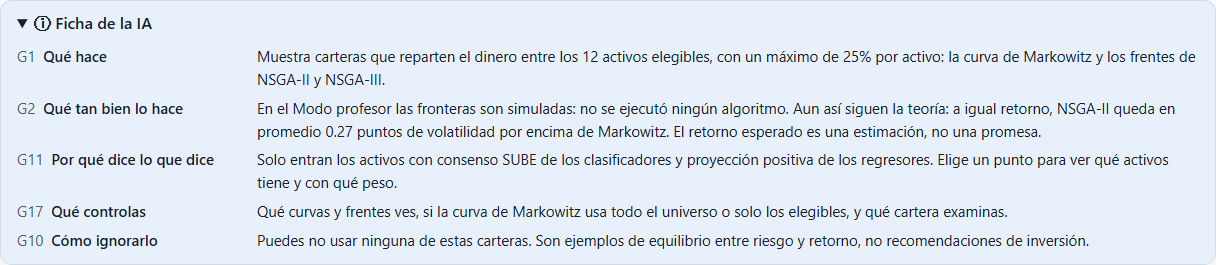 ▼ ⓘ Ficha de la IA
G1 Qué hace Muestra carteras que reparten el dinero entre los 12 activos elegibles, con un máximo de 25% por activo: la curva de Markowitz y los frentes de
NSGA-II y NSGA-III.
G2 Qué tan bien lo hace En el Modo profesor las fronteras son simuladas: no se ejecutó ningún algoritmo. Aun así siguen la teoría: a igual retorno, NSGA-II queda en
promedio 0.27 puntos de volatilidad por encima de Markowitz. El retorno esperado es una estimación, no una promesa.
G11 Por qué dice lo que dice Solo entran los activos con consenso SUBE de los clasificadores y proyección positiva de los regresores. Elige un punto para ver qué activos
tiene y con qué peso.
G17 Qué controlas Qué curvas y frentes ves, si la curva de Markowitz usa todo el universo o solo los elegibles, y qué cartera examinas.
G10 Cómo ignorarlo Puedes no usar ninguna de estas carteras. Son ejemplos de equilibrio entre riesgo y retorno, no recomendaciones de inversión.